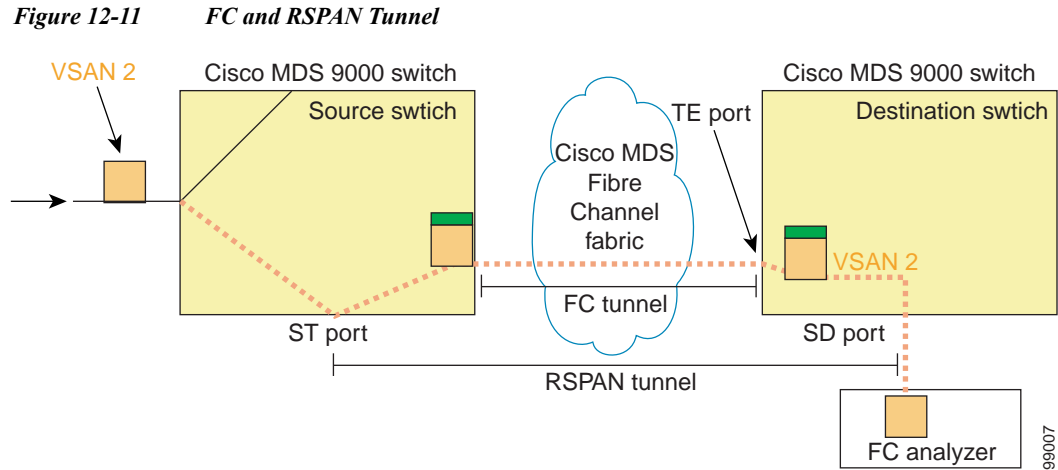 Figure 12-11 FC and RSPAN Tunnel
VSAN 2
Cisco MDS 9000 switch
Source swtich
Cisco MDS 9000 switch
Destination swtich
TE port
Cisco MDS
Fibre
Channel
fabric
VSAN 2
FC tunnel
ST port
SD port
RSPAN tunnel
FC analyzer
99007